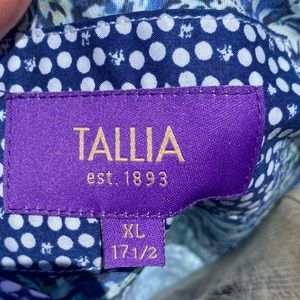 TALLIA
est. 1893
XL
17 1/2